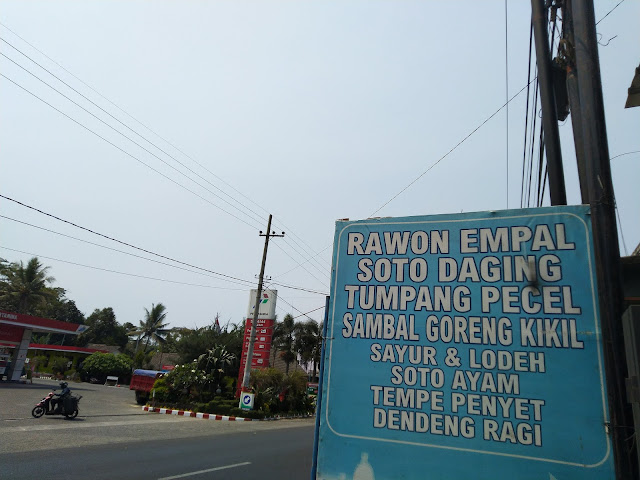 RAWON EMPAL
SOTO DAGING
TUMPANG PECEL
SAMBAL GORENG KIKIL
SAYUR & LODEH
SOTO AYAM
TEMPE PENYET
DENDENG RAGI